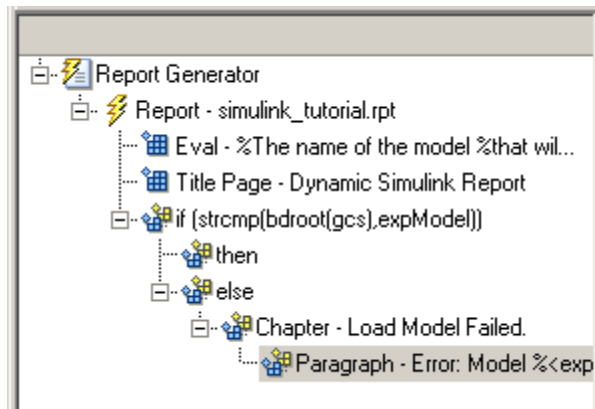 Report Generator
Report - simulink_tutorial.rpt
Eval - %The name of the model %that wil...
Title Page - Dynamic Simulink Report
if (strcmp(bdroot(gcs),expModel))
then
else
Chapter - Load Model Failed.
Paragraph - Error: Model %<exp